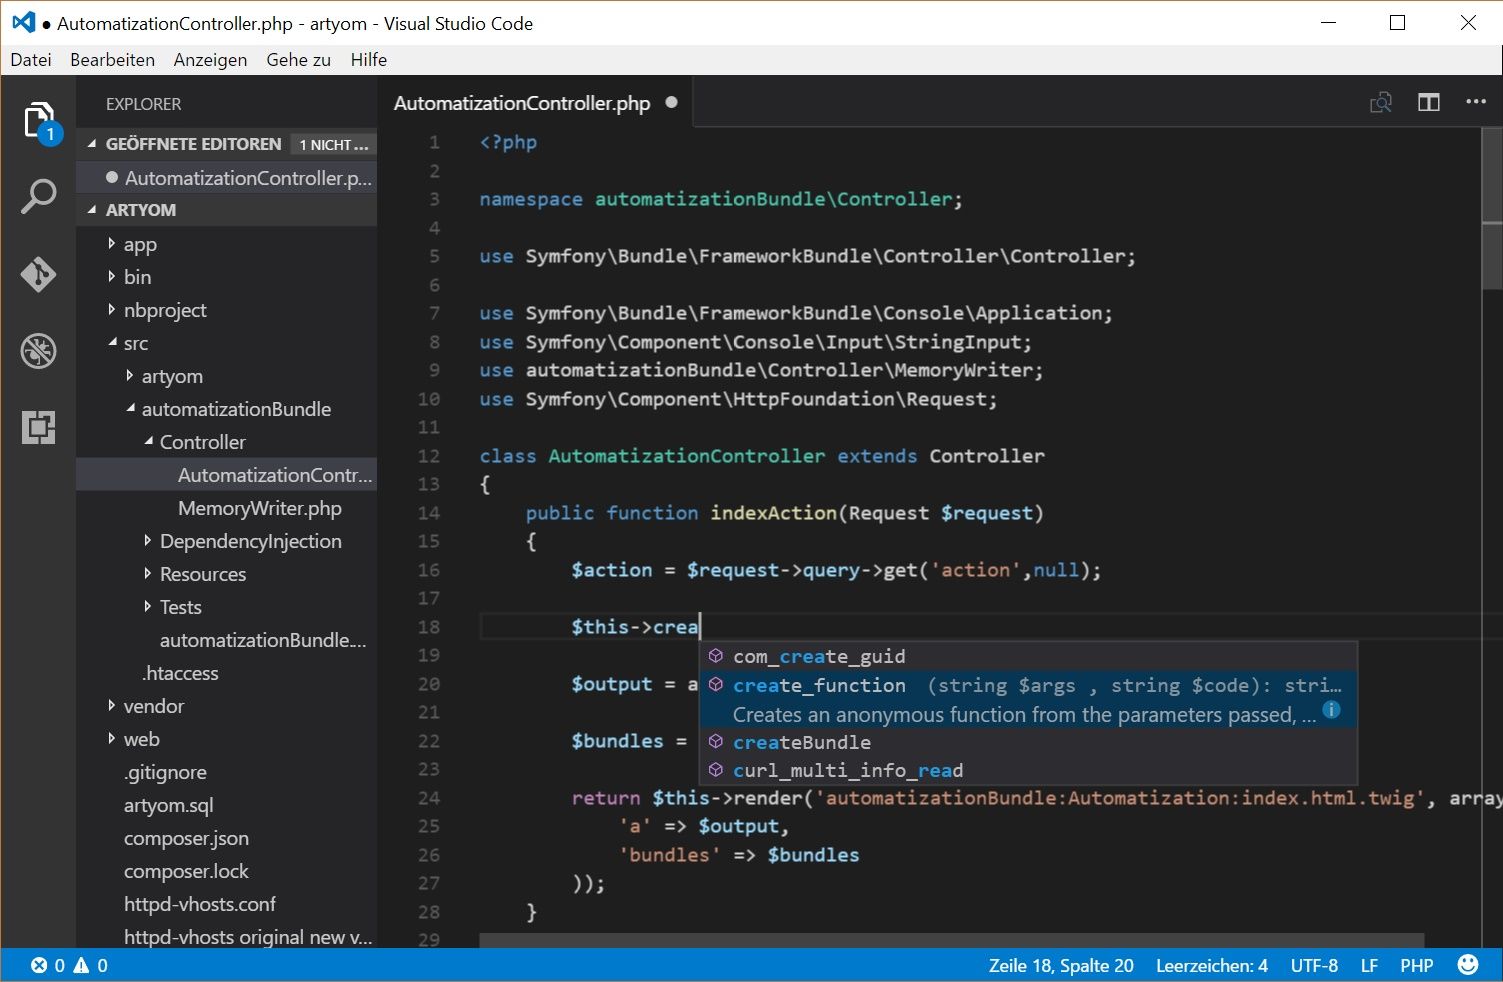 ● AutomatizationController.php - artyom - Visual Studio Code
Datei Bearbeiten Anzeigen Gehe zu Hilfe
1
EXPLORER
GEÖFFNETE EDITOREN 1 NICHT ...
AutomatizationController.p...
ARTYOM
app
bin
nbproject
src
artyom
automatizationBundle
Controller
AutomatizationContr...
MemoryWriter.php
DependencyInjection
Resources
Tests
automatizationBundle....
.htaccess
vendor
web
.gitignore
artyom.sql
composer.json
composer.lock
httpd-vhosts.conf
httpd-vhosts original new v...
AutomatizationController.php ●
1 <?php
2
3 namespace automatizationBundle\Controller;
4
5 use Symfony\Bundle\FrameworkBundle\Controller\Controller;
6
7 use Symfony\Bundle\FrameworkBundle\Console\Application;
8 use Symfony\Component\Console\Input\StringInput;
9 use automatizationBundle\Controller\MemoryWriter;
10 use Symfony\Component\HttpFoundation\Request;
11
12 class AutomatizationController extends Controller
13 {
14 public function indexAction(Request $request)
15 {
16 $action = $request->query->get('action',null);
17
18 $this->crea
19
20 $output = a
21
22 $bundles =
23
com_create_guid
create_function (string $args , string $code): stri...
Creates an anonymous function from the parameters passed, ...
createBundle
curl_multi_info_read
24 return $this->render('automatizationBundle:Automatization:index.html.twig', array
25 'a' => $output,
26 'bundles' => $bundles
27 ));
28 }
29
0 0 Zeile 18, Spalte 20 Leerzeichen: 4 UTF-8 LF PHP